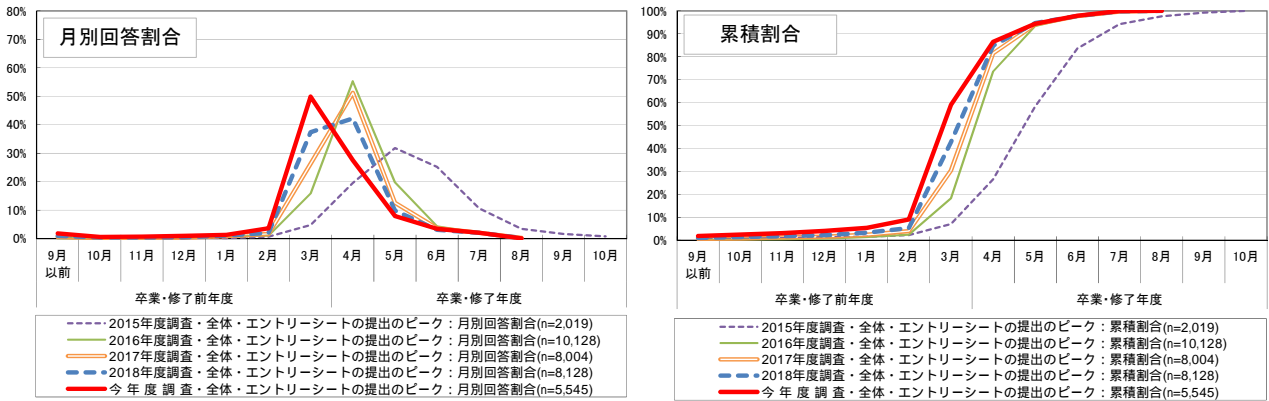 月別回答割合
80%
70%
60%
50%
40%
30%
20%
10%
0%
9月 10月 11月 12月 1月 2月 3月 4月 5月 6月 7月 8月 9月 10月
以前
卒業・修了前年度 卒業・修了年度
2015年度調査・全体・エントリーシートの提出のピーク：月別回答割合(n=2,019)
2016年度調査・全体・エントリーシートの提出のピーク：月別回答割合(n=10,128)
2017年度調査・全体・エントリーシートの提出のピーク：月別回答割合(n=8,004)
2018年度調査・全体・エントリーシートの提出のピーク：月別回答割合(n=8,128)
今 年 度 調 査・全体・エントリーシートの提出のピーク：月別回答割合(n=5,545)
累積割合
100%
90%
80%
70%
60%
50%
40%
30%
20%
10%
0%
9月 10月 11月 12月 1月 2月 3月 4月 5月 6月 7月 8月 9月 10月
以前
卒業・修了前年度 卒業・修了年度
2015年度調査・全体・エントリーシートの提出のピーク：累積割合(n=2,019)
2016年度調査・全体・エントリーシートの提出のピーク：累積割合(n=10,128)
2017年度調査・全体・エントリーシートの提出のピーク：累積割合(n=8,004)
2018年度調査・全体・エントリーシートの提出のピーク：累積割合(n=8,128)
今 年 度 調 査・全体・エントリーシートの提出のピーク：累積割合(n=5,545)